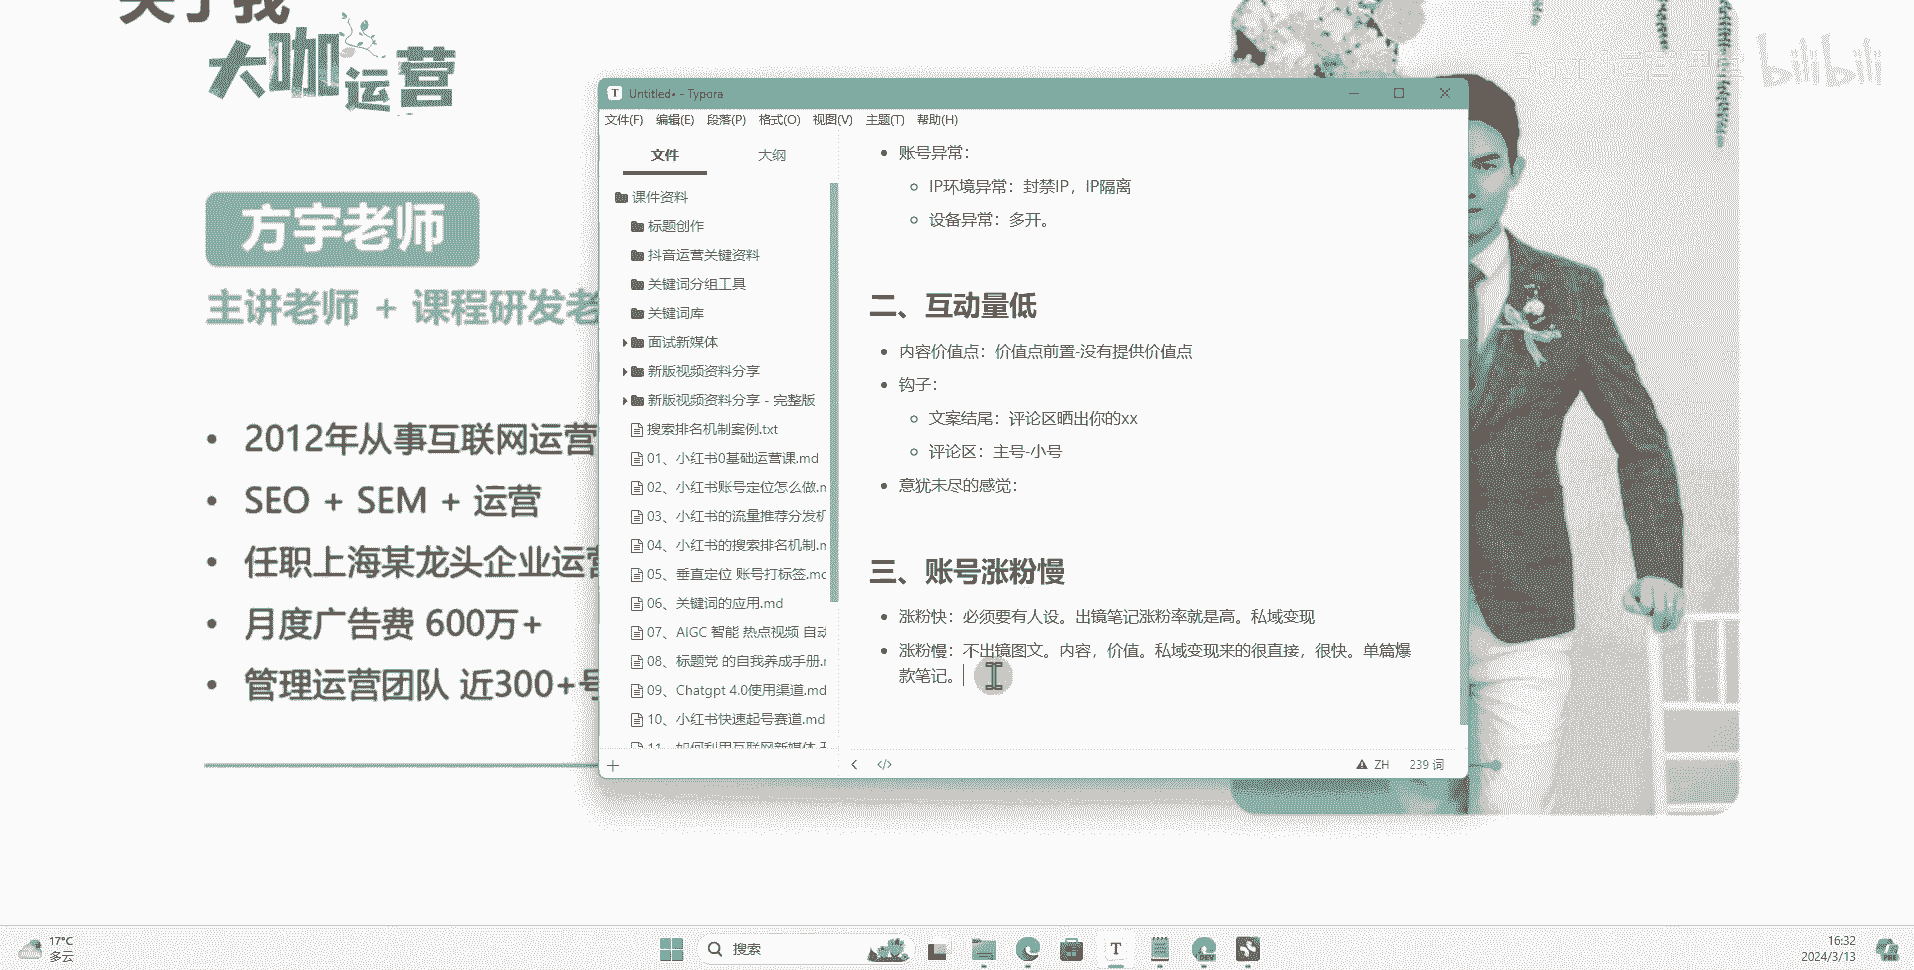 关于我
大咖运营
bilibili
方宇老师
主讲老师 + 课程研发老
2012年从事互联网运营
SEO + SEM + 运营
任职上海某龙头企业运营
月度广告费 600万+
管理运营团队 近300+号
Untitled• - Typora
文件(F) 编辑(E) 段落(P) 格式(O) 视图(V) 主题(T) 帮助(H)
文件 大纲
课件资料
标题创作
抖音运营关键资料
关键词分组工具
关键词库
面试新媒体
新版视频资料分享
新版视频资料分享 - 完整版
搜索排名机制案例.txt
01、小红书0基础运营课.md
02、小红书账号定位怎么做.m
03、小红书的流量推荐分发机
04、小红书的搜索排名机制.m
05、垂直定位 账号打标签.mc
06、关键词的应用.md
07、AIGC 智能 热点视频 自动
08、标题党 的自我养成手册.m
09、Chatgpt 4.0使用渠道.md
10、小红书快速起号赛道.md
11、如何利用互联网新媒体
账号异常：
IP环境异常：封禁IP，IP隔离
设备异常：多开。
二、互动量低
内容价值点：价值点前置-没有提供价值点
钩子：
文案结尾：评论区晒出你的xx
评论区：主号-小号
意犹未尽的感觉：
三、账号涨粉慢
涨粉快：必须要有人设。出镜笔记涨粉率就是高。私域变现
涨粉慢：不出镜图文。内容，价值。私域变现来的很直接，很快。单篇爆
款笔记。
ZH 239 词
17°C
多云
搜索
16:32
2024/3/13